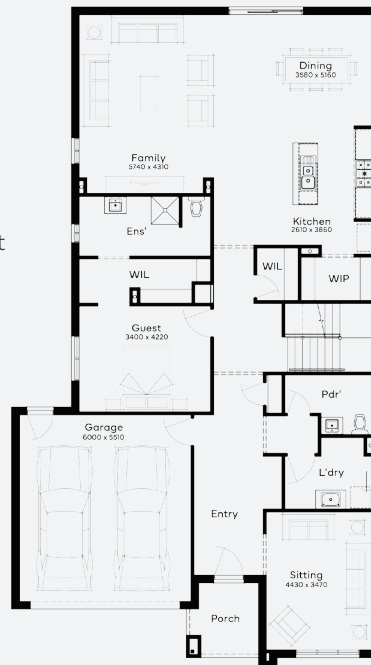 Dining
3580 x 5160
Family
5740 x 4310
Kitchen
2610 x 3860
Ens'
t
WIL
WIL
WIP
Guest
3400 x 4220
Pdr'
Garage
6000 x 5510
L'dry
Entry
Sitting
4430 x 3470
Porch